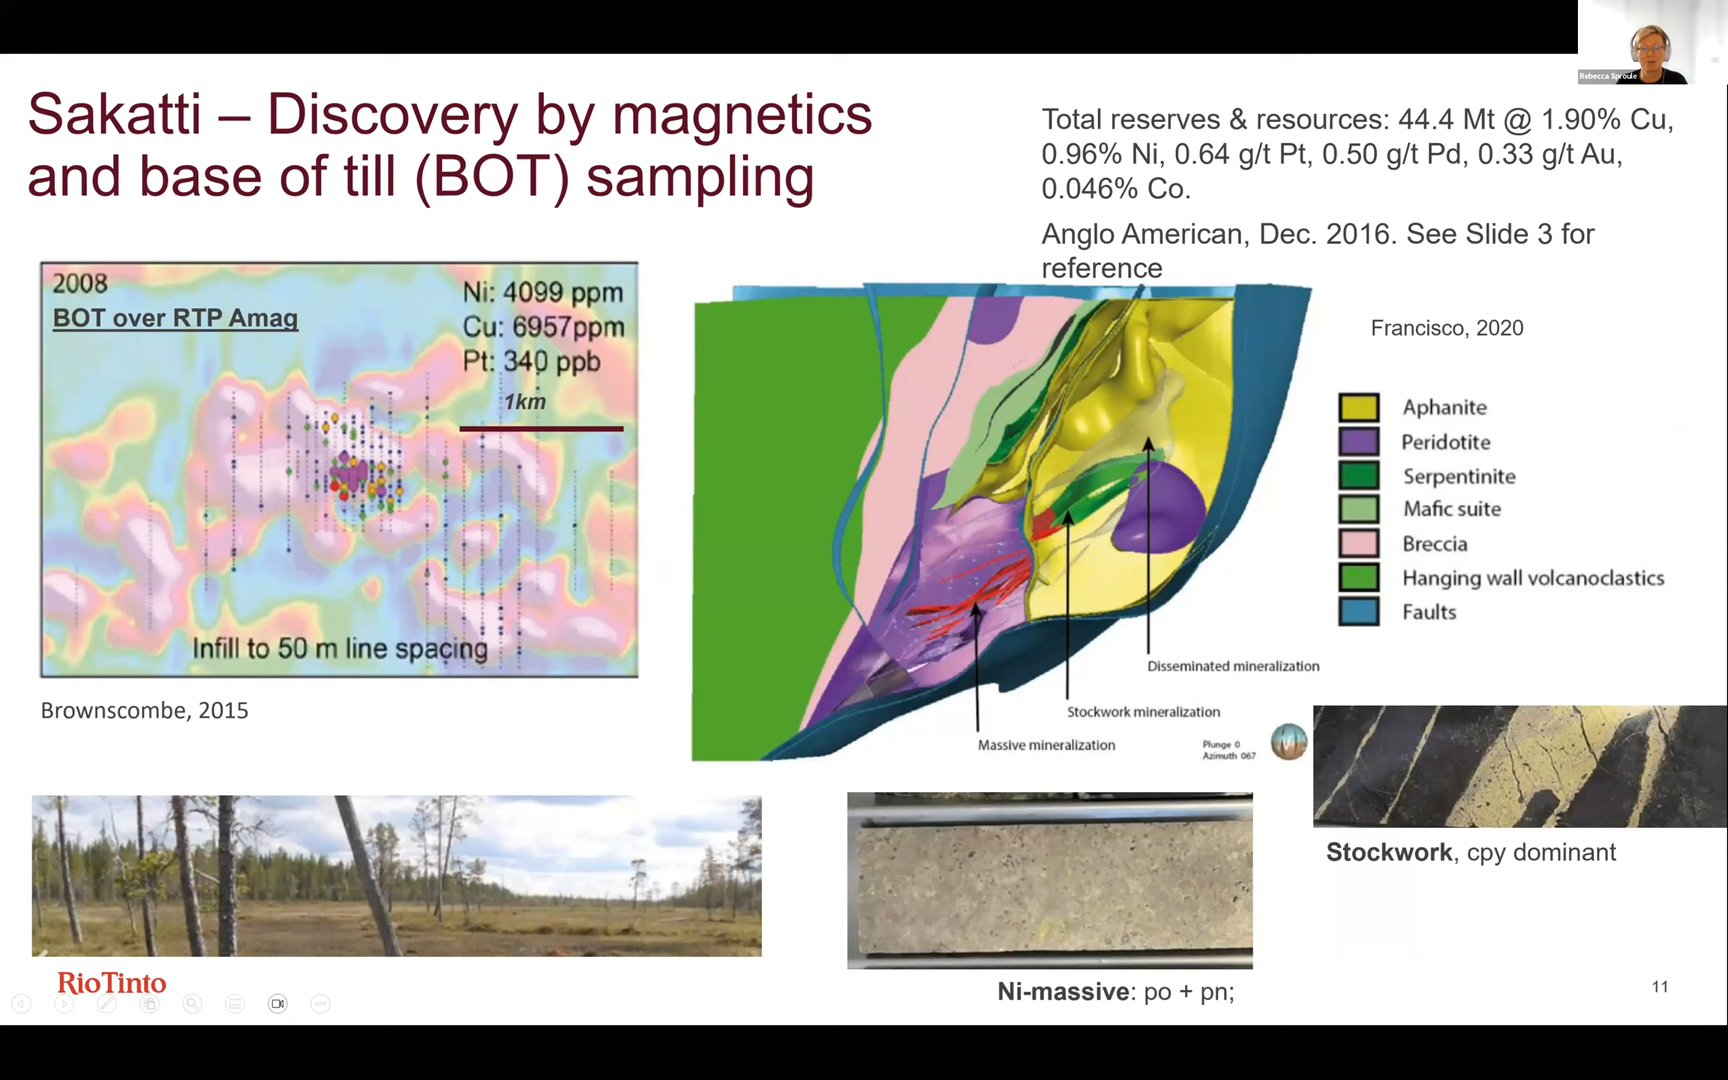 Rebecca Sproule
Sakatti – Discovery by magnetics
and base of till (BOT) sampling
Total reserves & resources: 44.4 Mt @ 1.90% Cu,
0.96% Ni, 0.64 g/t Pt, 0.50 g/t Pd, 0.33 g/t Au,
0.046% Co.
Anglo American, Dec. 2016. See Slide 3 for
reference
2008
BOT over RTP Amag
Ni: 4099 ppm
Cu: 6957ppm
Pt: 340 ppb
1km
Infill to 50 m line spacing
Brownscombe, 2015
Francisco, 2020
Aphanite
Peridotite
Serpentinite
Mafic suite
Breccia
Hanging wall volcanoclastics
Faults
Disseminated mineralization
Stockwork mineralization
Massive mineralization
Plunge 0
Azimuth 067
Stockwork, cpy dominant
Ni-massive: po + pn;
RioTinto
11